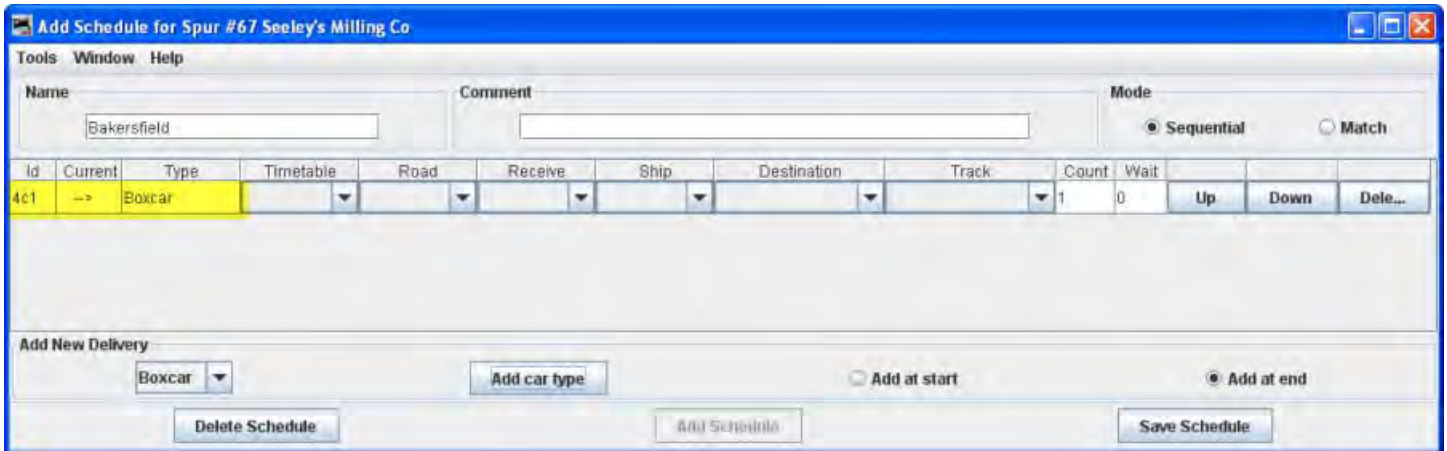 Add Schedule for Spur #67 Seeley's Milling Co
Tools Window Help
Name Comment Mode
Bakersfield Sequential Match
Id Current Type Timetable Road Receive Ship Destination Track Count Wait
4c1 --> Boxcar 1 0 Up Down Dele...
Add New Delivery
Boxcar Add car type Add at start Add at end
Delete Schedule Add Schedule Save Schedule